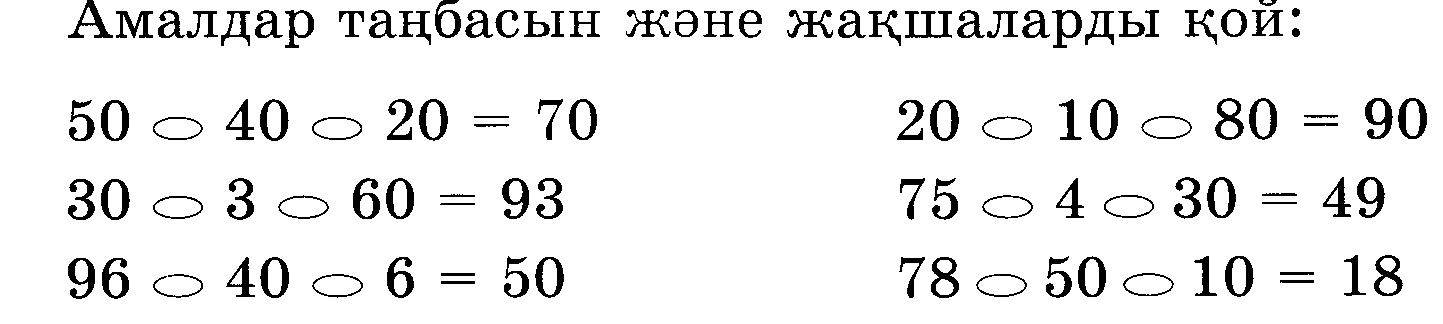 Амалдар таңбасын және жақшаларды қой:
50 ⬭ 40 ⬭ 20 = 70 20 ⬭ 10 ⬭ 80 = 90
30 ⬭ 3 ⬭ 60 = 93 75 ⬭ 4 ⬭ 30 = 49
96 ⬭ 40 ⬭ 6 = 50 78 ⬭ 50 ⬭ 10 = 18